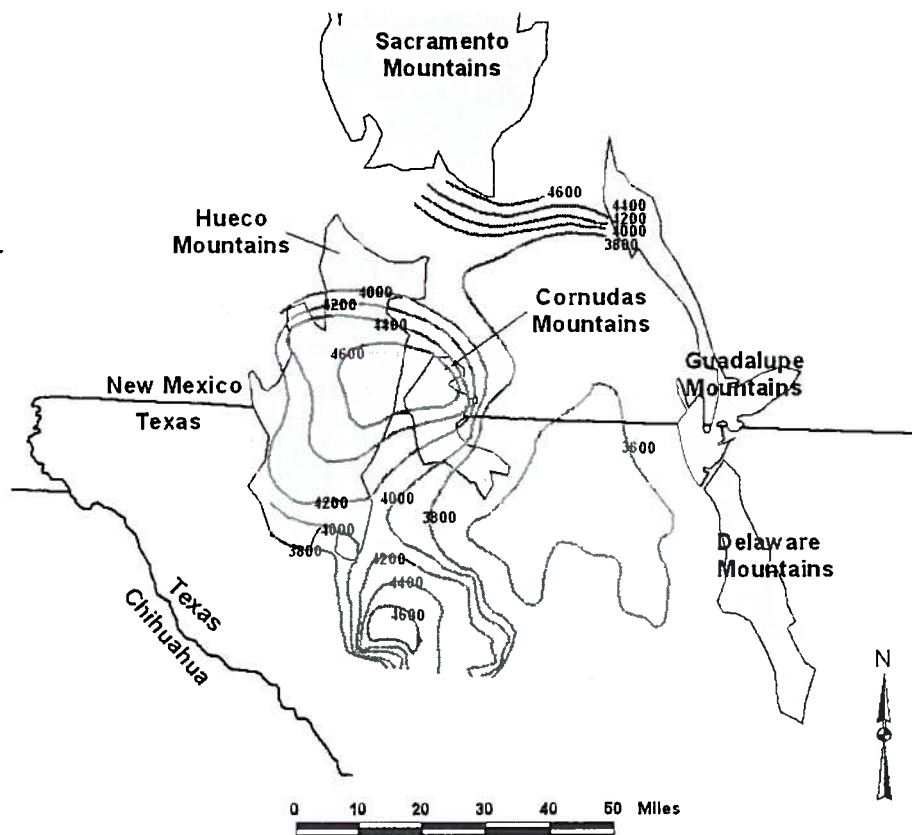 Sacramento
Mountains
4600
4400
4200
4000
3800
Hueco
Mountains
4000
4200
4400
4600
Cornudas
Mountains
Guadalupe
Mountains
New Mexico
Texas
3600
4200
4000
3800
4000
3800
4200
4400
4600
Delaware
Mountains
Texas
Chihuahua
N
0 10 20 30 40 50 Miles